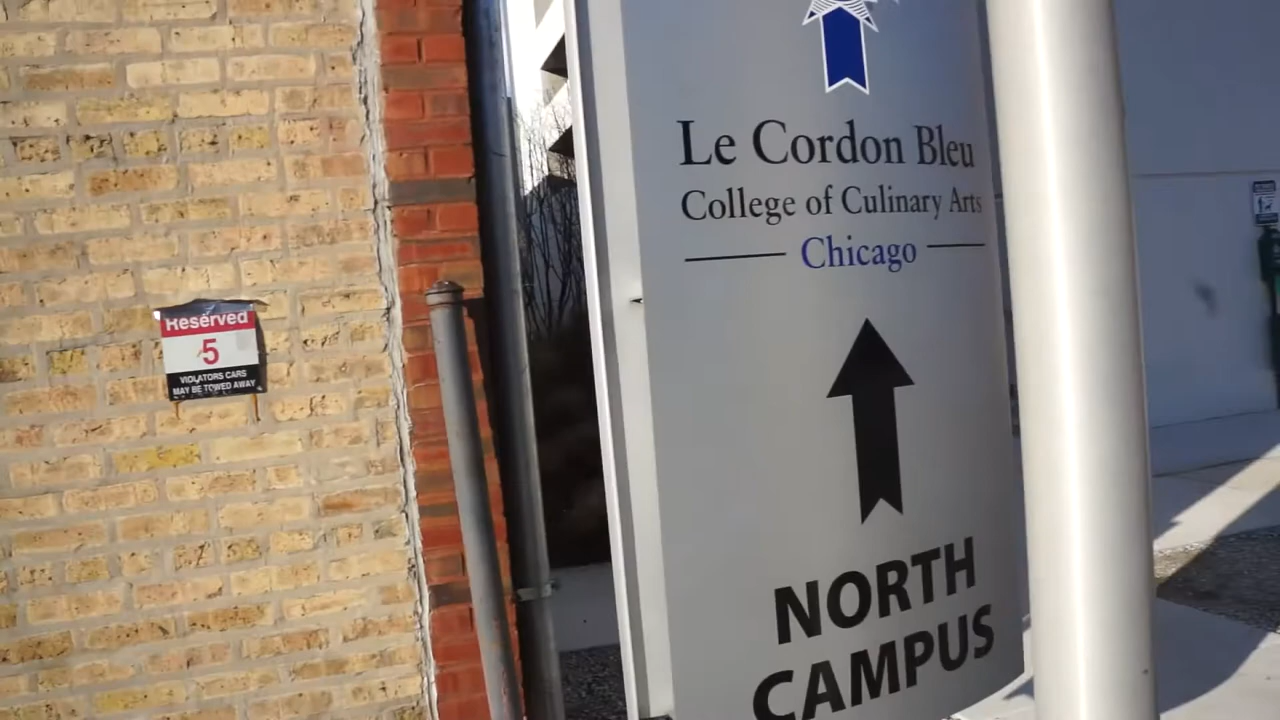 Reserved
5
VIOLATORS CARS
MAY BE TOWED AWAY
Le Cordon Bleu
College of Culinary Arts
Chicago
NORTH
CAMPUS